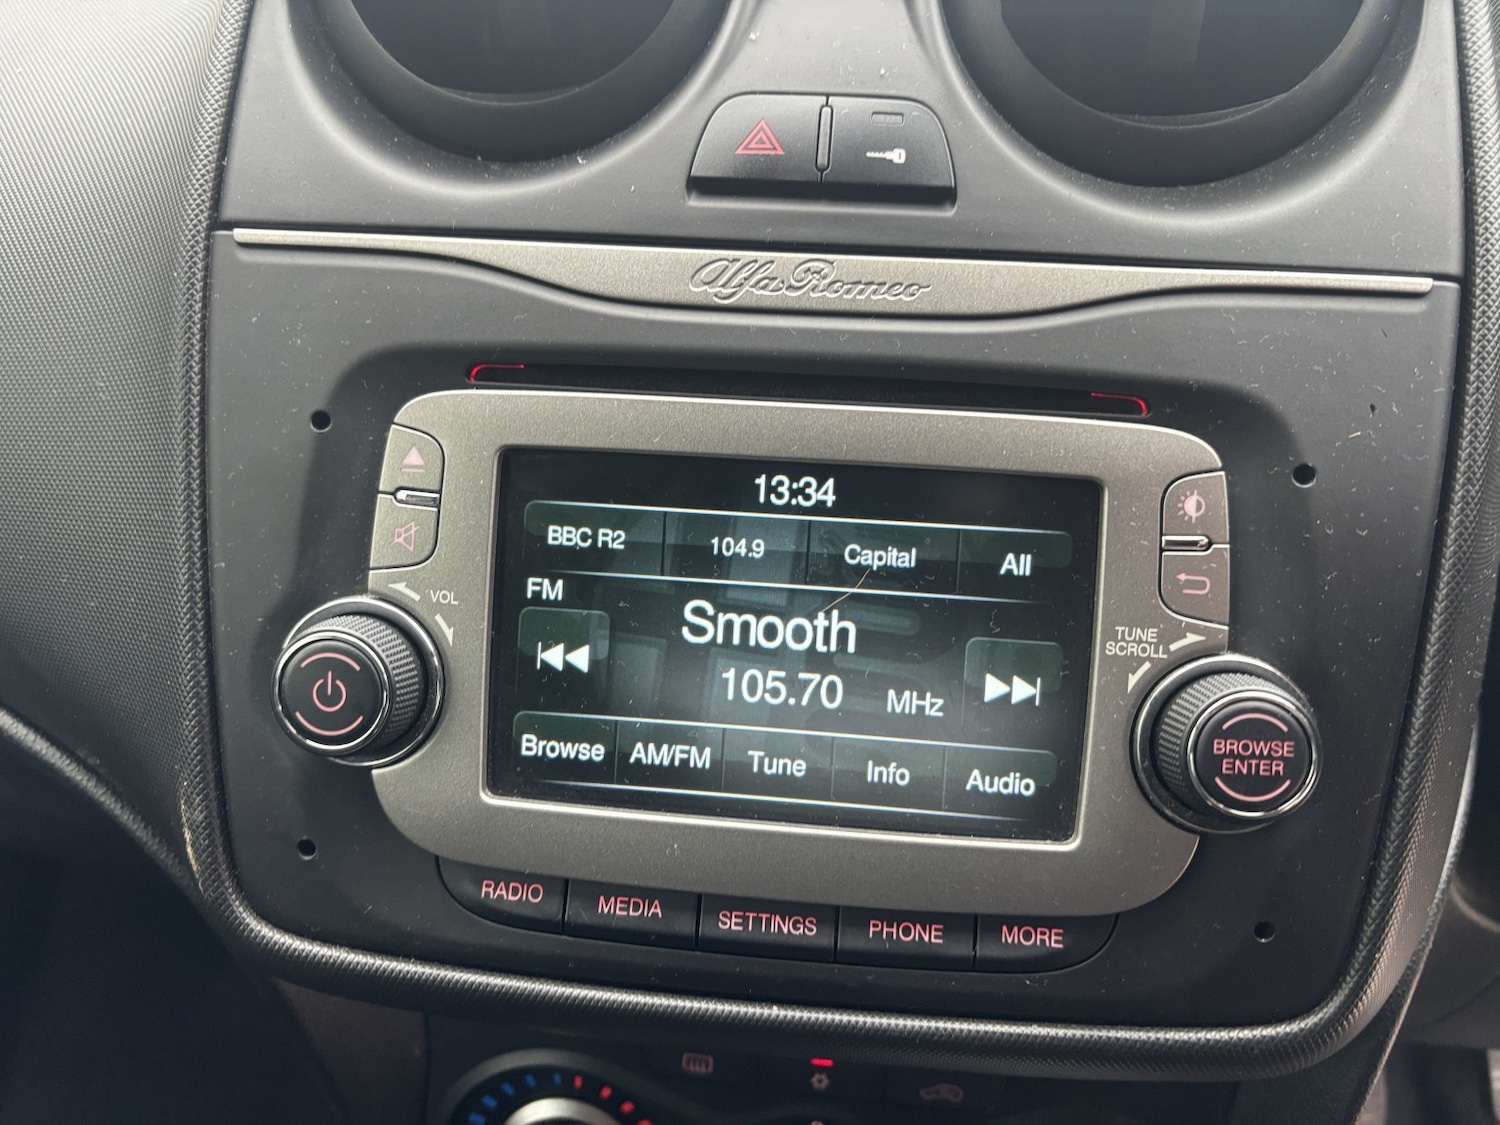 Alfa Romeo
13:34
BBC R2 104.9 Capital All
FM
Smooth
105.70 MHz
Browse AM/FM Tune Info Audio
VOL
TUNE
SCROLL
BROWSE
ENTER
RADIO MEDIA SETTINGS PHONE MORE